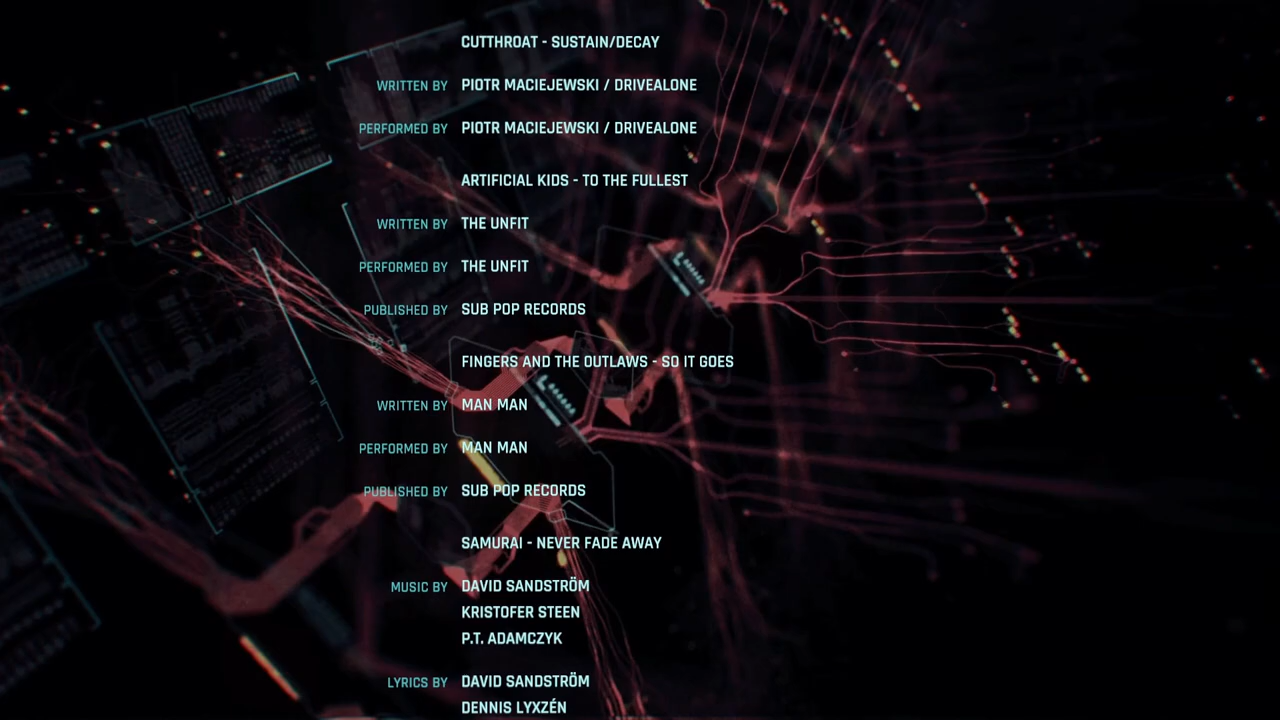 CUTTHROAT - SUSTAIN/DECAY
WRITTEN BY PIOTR MACIEJEWSKI / DRIVEALONE
PERFORMED BY PIOTR MACIEJEWSKI / DRIVEALONE
ARTIFICIAL KIDS - TO THE FULLEST
WRITTEN BY THE UNFIT
PERFORMED BY THE UNFIT
PUBLISHED BY SUB POP RECORDS
FINGERS AND THE OUTLAWS - SO IT GOES
WRITTEN BY MAN MAN
PERFORMED BY MAN MAN
PUBLISHED BY SUB POP RECORDS
SAMURAI - NEVER FADE AWAY
MUSIC BY DAVID SANDSTRÖM
KRISTOFER STEEN
P.T. ADAMCZYK
LYRICS BY DAVID SANDSTRÖM
DENNIS LYXZÉN